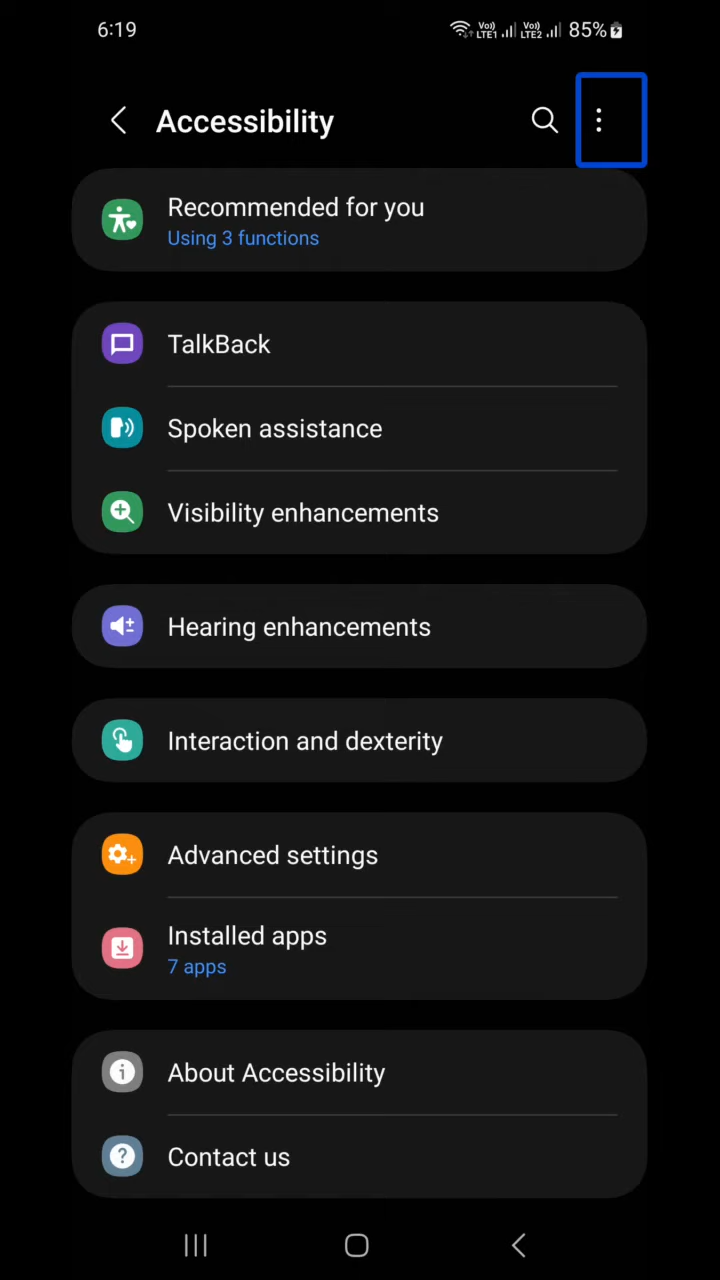 6:19
Vo)) LTE1 Vo)) LTE2 85%
Accessibility
Recommended for you
Using 3 functions
TalkBack
Spoken assistance
Visibility enhancements
Hearing enhancements
Interaction and dexterity
Advanced settings
Installed apps
7 apps
About Accessibility
Contact us